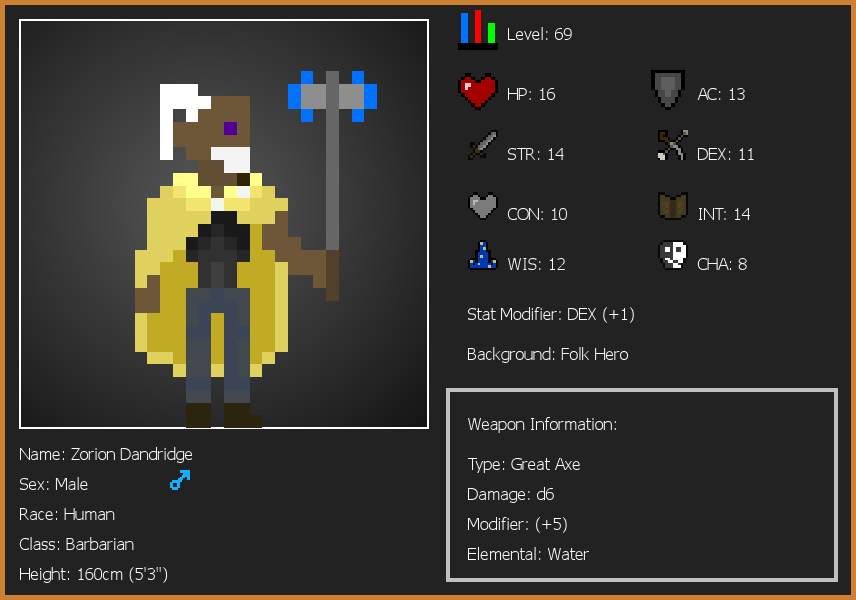 Level: 69
HP: 16
AC: 13
STR: 14
DEX: 11
CON: 10
INT: 14
WIS: 12
CHA: 8
Stat Modifier: DEX (+1)
Background: Folk Hero
Weapon Information:
Type: Great Axe
Damage: d6
Modifier: (+5)
Elemental: Water
Name: Zorion Dandridge
Sex: Male
Race: Human
Class: Barbarian
Height: 160cm (5'3")